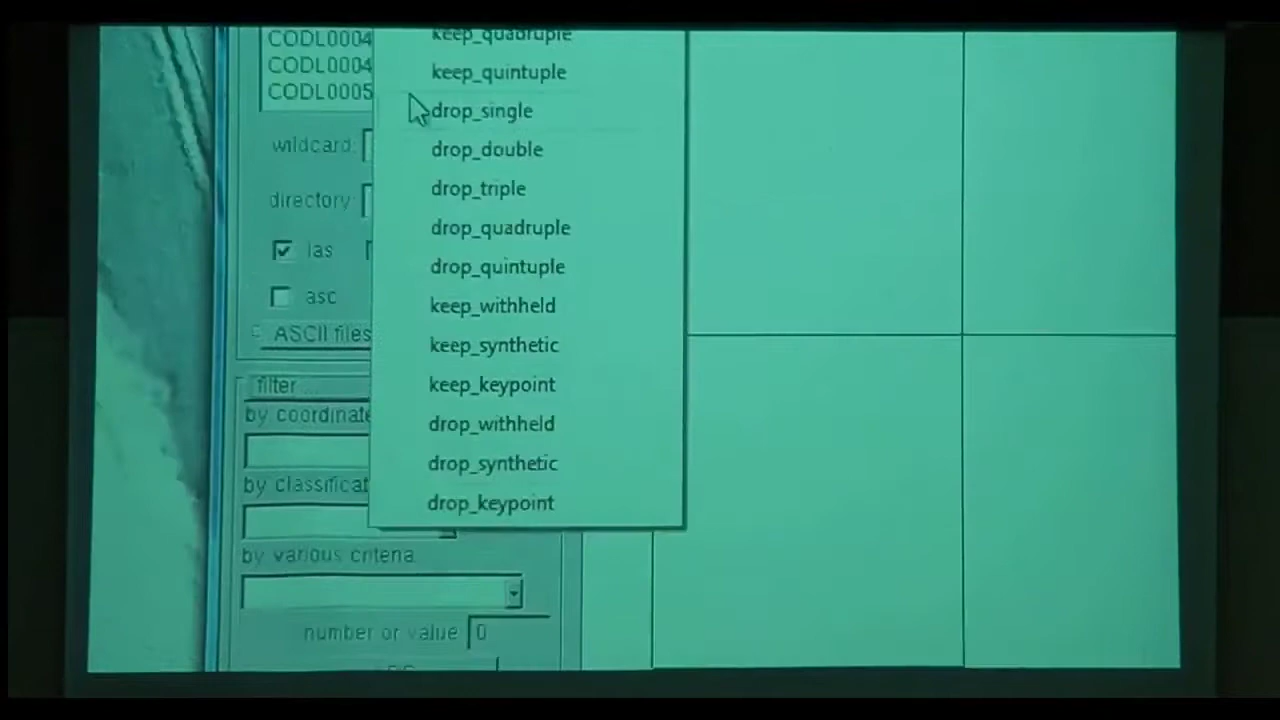 CODL0004
CODL0004
CODL0005
wildcard:
directory:
las
asc
ASCII files
filter ...
by coordinate
by classificat
by various criteria
number or value 0
keep_quadruple
keep_quintuple
drop_single
drop_double
drop_triple
drop_quadruple
drop_quintuple
keep_withheld
keep_synthetic
keep_keypoint
drop_withheld
drop_synthetic
drop_keypoint